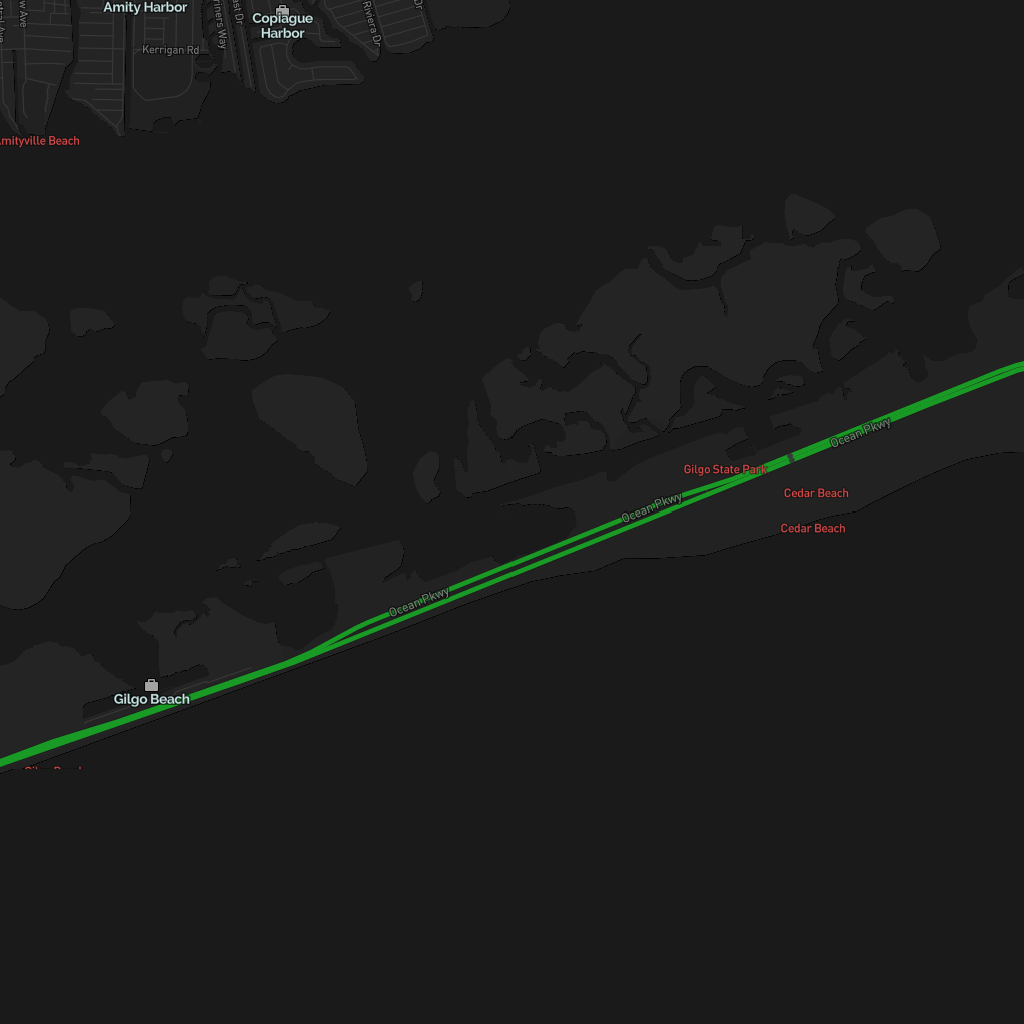 Amity Harbor
Copiague
Harbor
Kerrigan Rd
Riviera Dr
Dr
Amityville Beach
Ocean Pkwy
Gilgo State Park
Cedar Beach
Ocean Pkwy
Cedar Beach
Ocean Pkwy
Gilgo Beach